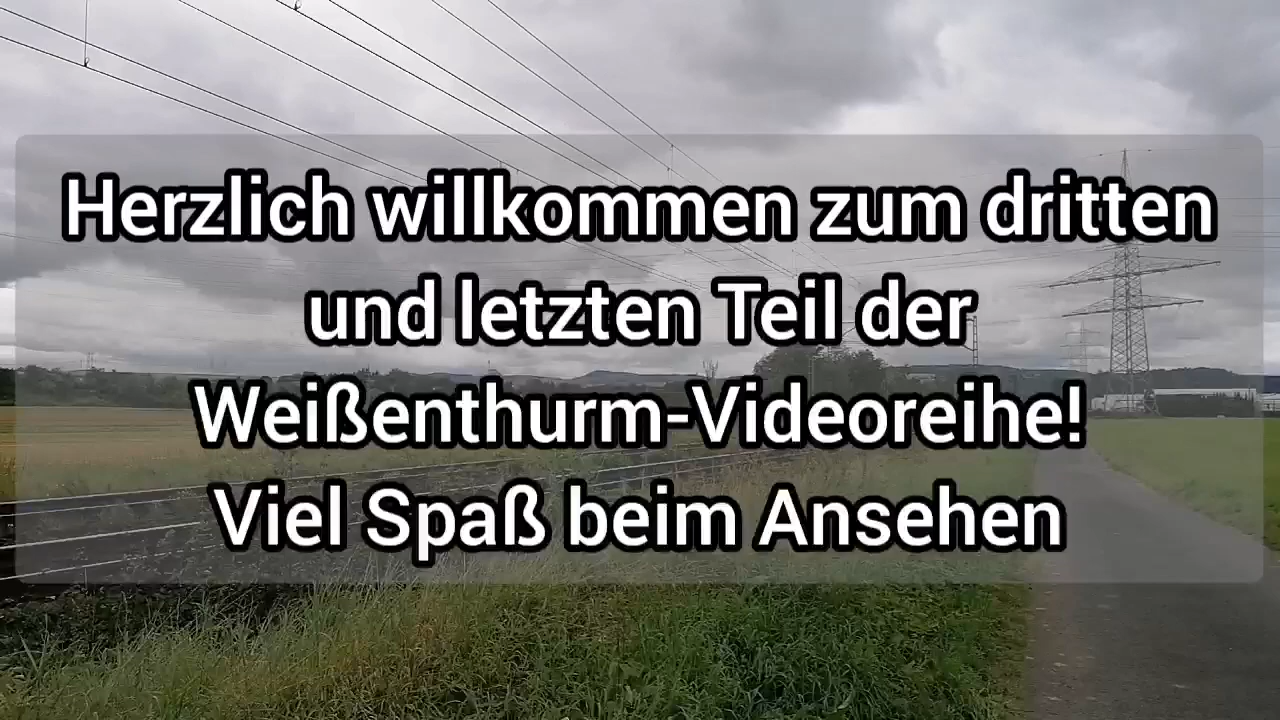 Herzlich willkommen zum dritten
und letzten Teil der
Weißenthurm-Videoreihe!
Viel Spaß beim Ansehen